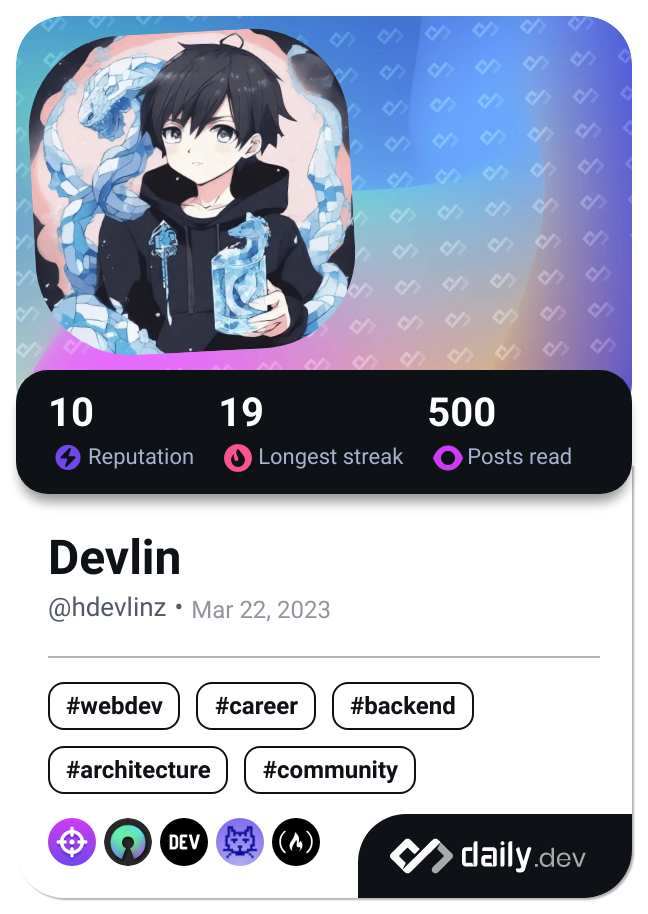 10 19 500
Reputation Longest streak Posts read
Devlin
@hdevlinz • Mar 22, 2023
#webdev #career #backend
#architecture #community
DEV
daily.dev